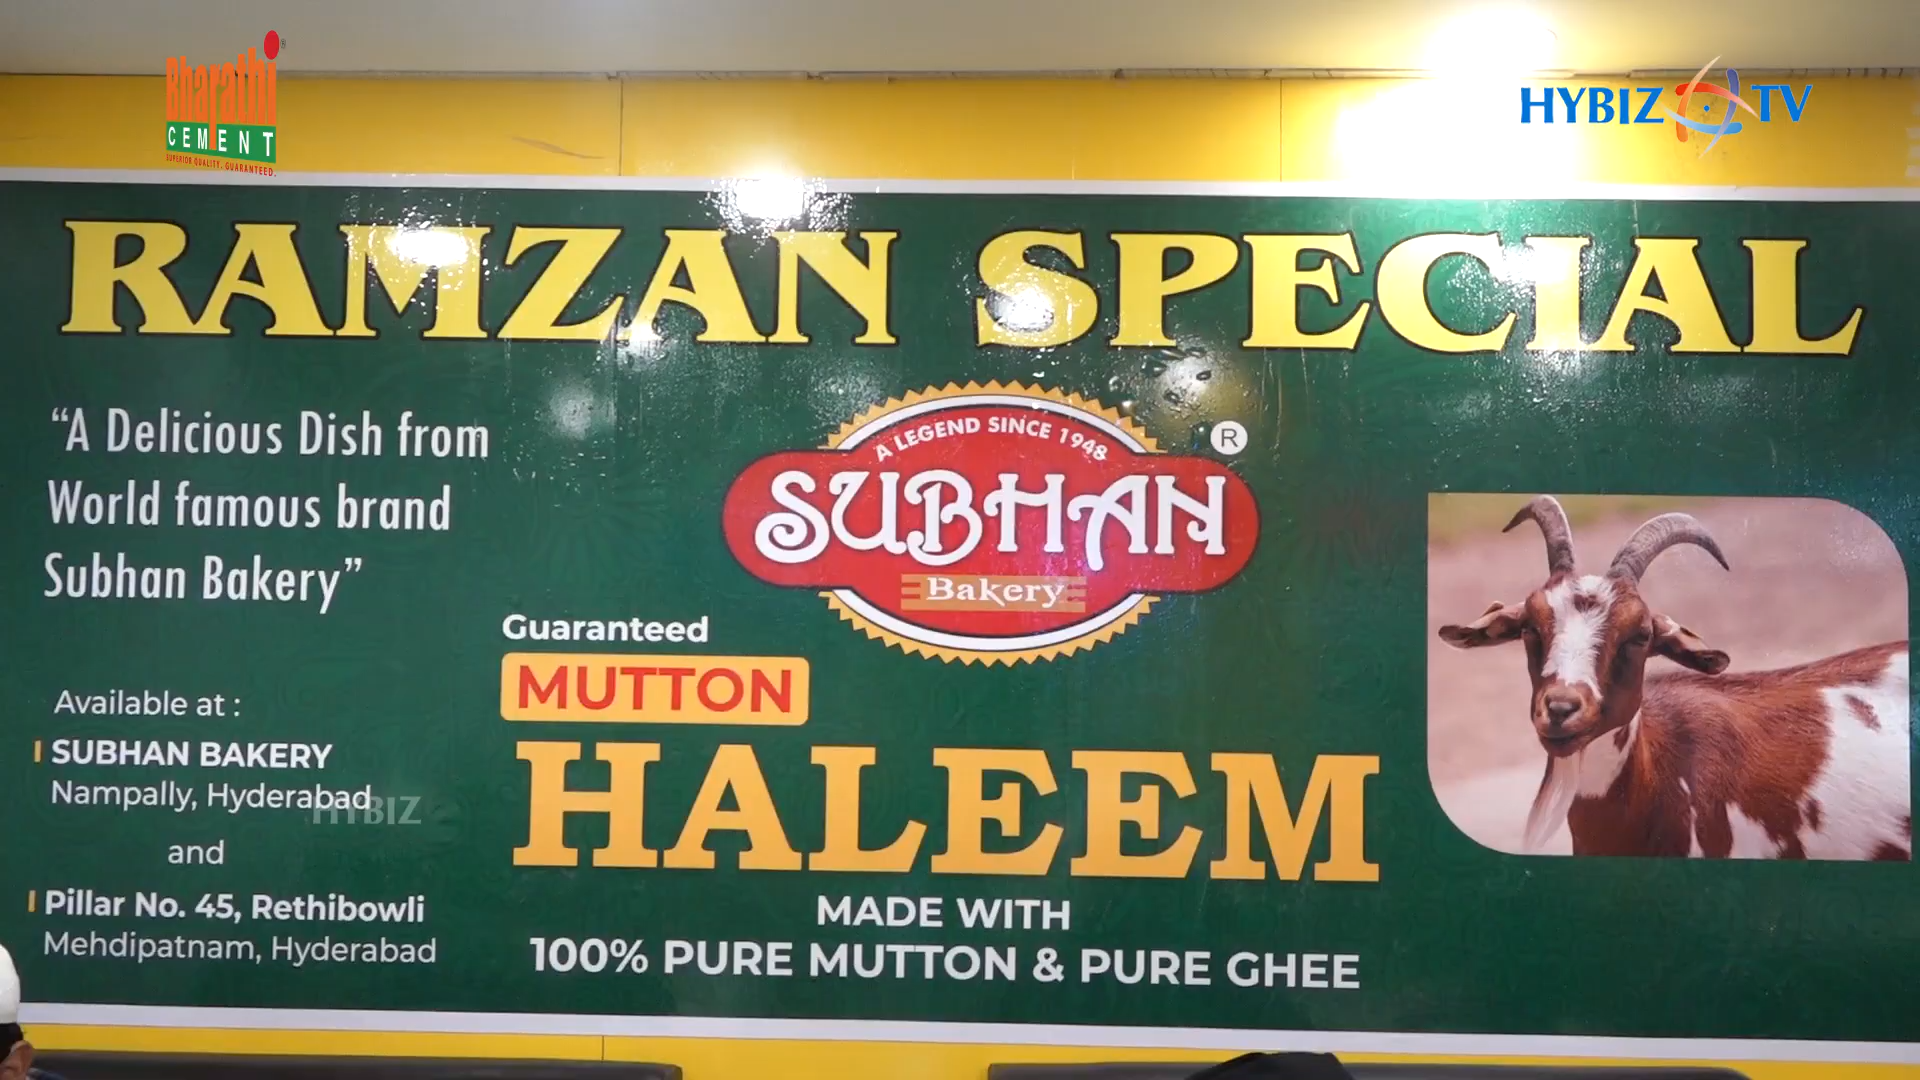 Bharathi
CEMENT
SUPERIOR QUALITY. GUARANTEED.
HYBIZ TV
RAMZAN SPECIAL
“A Delicious Dish from
World famous brand
Subhan Bakery”
A LEGEND SINCE 1948
®
SUBHAN
Bakery
Guaranteed
MUTTON
HALEEM
MADE WITH
100% PURE MUTTON & PURE GHEE
Available at :
SUBHAN BAKERY
Nampally, Hyderabad
HYBIZ
and
Pillar No. 45, Rethibowli
Mehdipatnam, Hyderabad